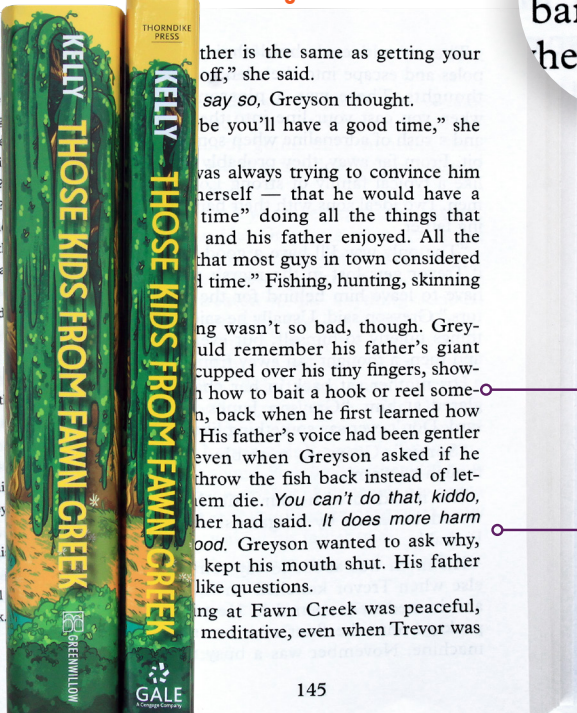 KELLY THOSE KIDS FROM FAWN CREEK GREENWILLOW
THORNDIKE
PRESS
KELLY THOSE KIDS FROM FAWN CREEK
GALE
A Cengage Company
ther is the same as getting your
off,” she said.
say so, Greyson thought.
be you’ll have a good time,” she
was always trying to convince him
herself — that he would have a
time” doing all the things that
and his father enjoyed. All the
that most guys in town considered
d time.” Fishing, hunting, skinning
ng wasn’t so bad, though. Grey-
uld remember his father’s giant
cupped over his tiny fingers, show-
how to bait a hook or reel some-
n, back when he first learned how
His father’s voice had been gentler
even when Greyson asked if he
throw the fish back instead of let-
hem die. You can’t do that, kiddo,
her had said. It does more harm
ood. Greyson wanted to ask why,
kept his mouth shut. His father
like questions.
ng at Fawn Creek was peaceful,
meditative, even when Trevor was
145
bar
he